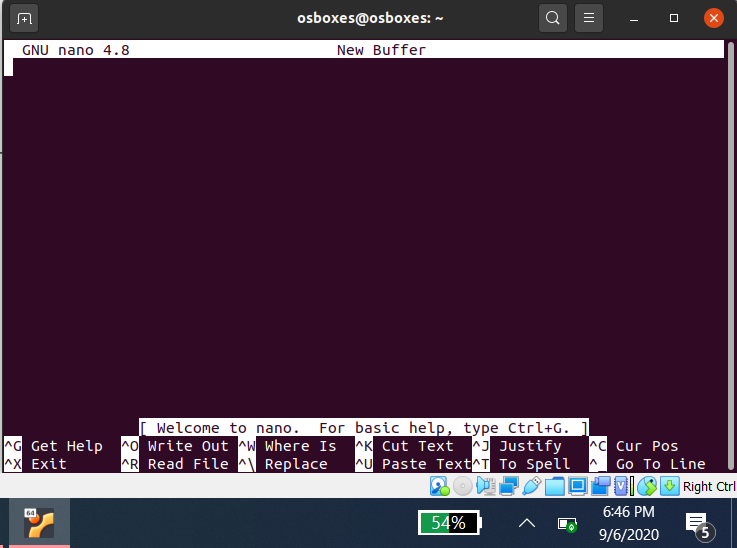 osboxes@osboxes: ~
GNU nano 4.8 New Buffer
[ Welcome to nano.  For basic help, type Ctrl+G. ]
^G Get Help ^O Write Out ^W Where Is ^K Cut Text ^J Justify ^C Cur Pos
^X Exit ^R Read File ^\ Replace ^U Paste Text ^T To Spell ^_ Go To Line
Right Ctrl
64
54%
6:46 PM
9/6/2020
5